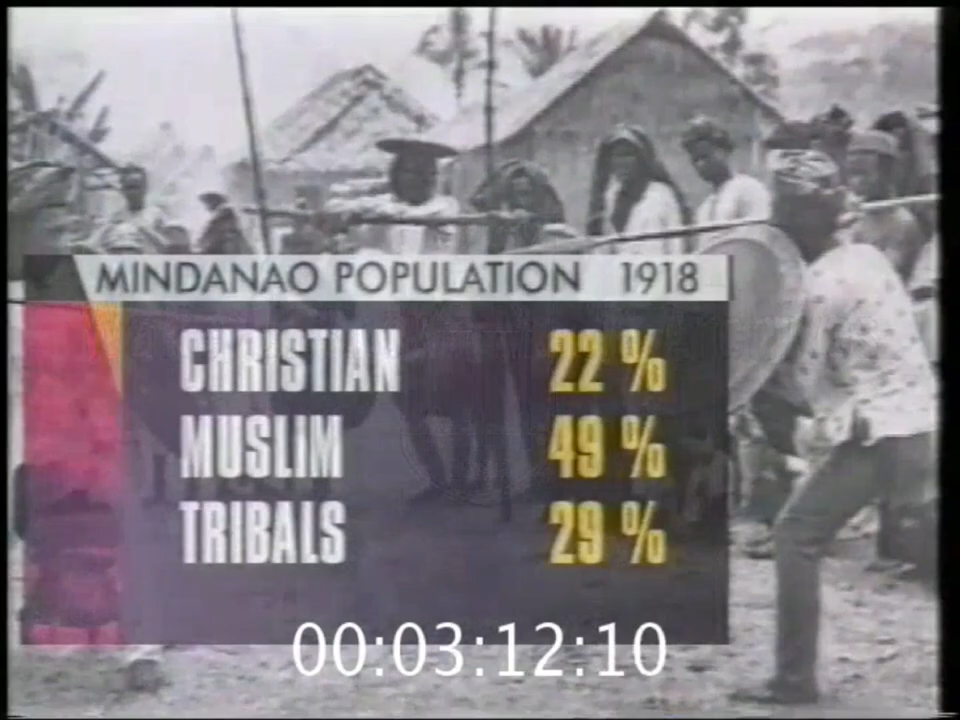 MINDANAO POPULATION 1918
CHRISTIAN 22 %
MUSLIM 49 %
TRIBALS 29 %
00:03:12:10